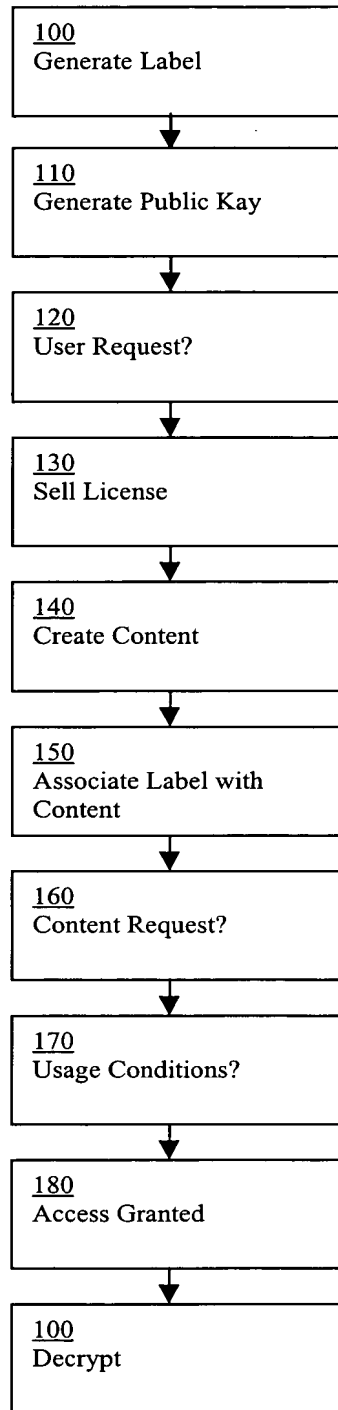 100
Generate Label
110
Generate Public Kay
120
User Request?
130
Sell License
140
Create Content
150
Associate Label with
Content
160
Content Request?
170
Usage Conditions?
180
Access Granted
100
Decrypt